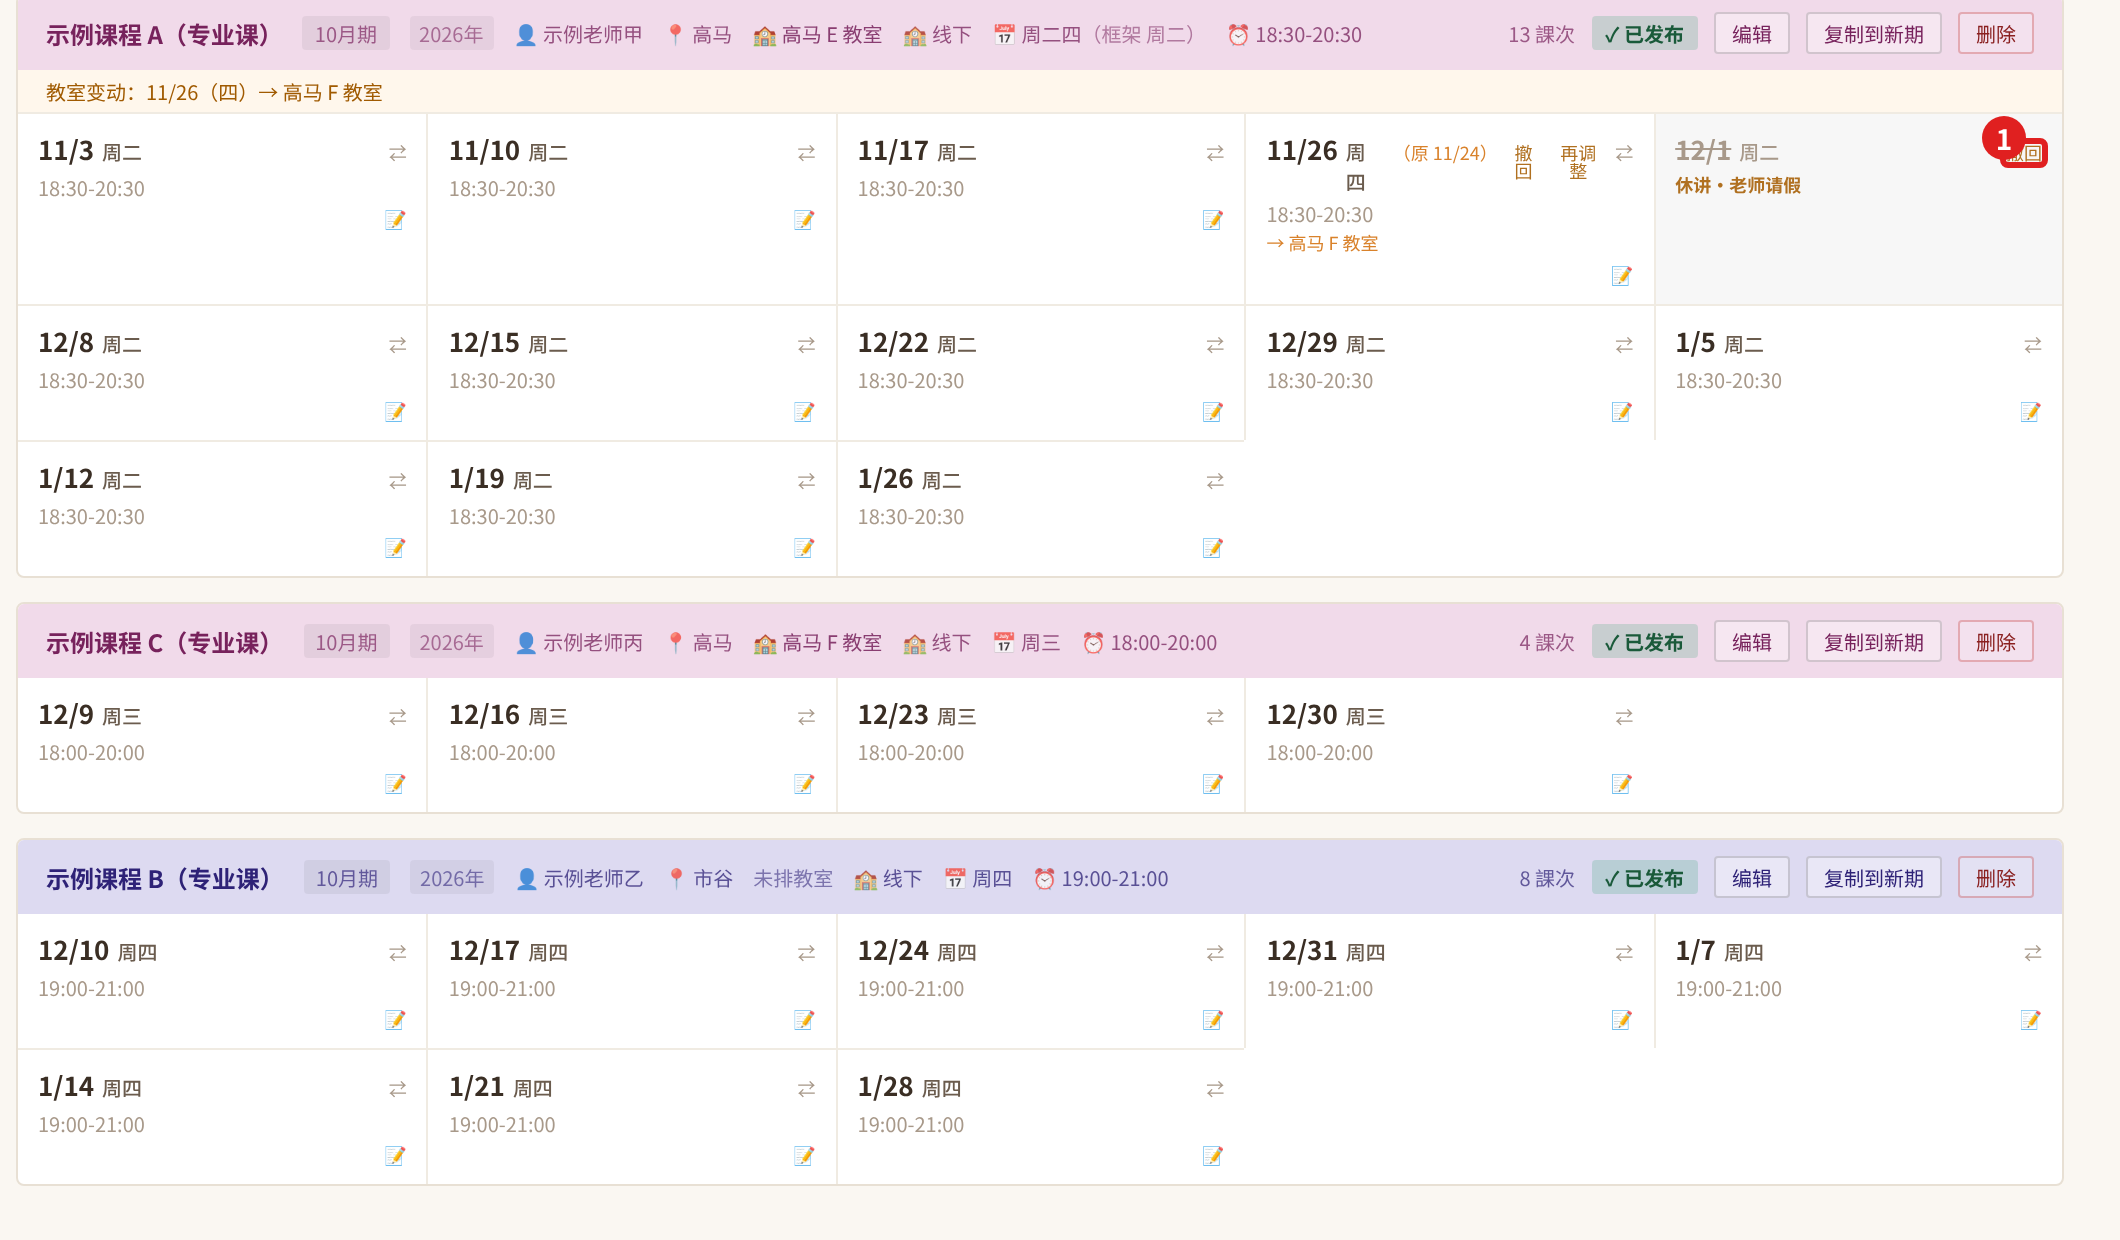 示例课程 A（专业课） 10月期 2026年 示例老师甲 高马 高马 E 教室 线下 周二四（框架 周二） 18:30-20:30 13 課次 ✓ 已发布 编辑 复制到新期 删除
教室变动：11/26（四）→ 高马 F 教室
11/3 周二 ⇄
18:30-20:30
11/10 周二 ⇄
18:30-20:30
11/17 周二 ⇄
18:30-20:30
11/26 周四 （原 11/24） 撤回 再调整 ⇄
18:30-20:30
→ 高马 F 教室
12/1 周二 1 回
休讲・老师请假
12/8 周二 ⇄
18:30-20:30
12/15 周二 ⇄
18:30-20:30
12/22 周二 ⇄
18:30-20:30
12/29 周二 ⇄
18:30-20:30
1/5 周二 ⇄
18:30-20:30
1/12 周二 ⇄
18:30-20:30
1/19 周二 ⇄
18:30-20:30
1/26 周二 ⇄
18:30-20:30
示例课程 C（专业课） 10月期 2026年 示例老师丙 高马 高马 F 教室 线下 周三 18:00-20:00 4 課次 ✓ 已发布 编辑 复制到新期 删除
12/9 周三 ⇄
18:00-20:00
12/16 周三 ⇄
18:00-20:00
12/23 周三 ⇄
18:00-20:00
12/30 周三 ⇄
18:00-20:00
示例课程 B（专业课） 10月期 2026年 示例老师乙 市谷 未排教室 线下 周四 19:00-21:00 8 課次 ✓ 已发布 编辑 复制到新期 删除
12/10 周四 ⇄
19:00-21:00
12/17 周四 ⇄
19:00-21:00
12/24 周四 ⇄
19:00-21:00
12/31 周四 ⇄
19:00-21:00
1/7 周四 ⇄
19:00-21:00
1/14 周四 ⇄
19:00-21:00
1/21 周四 ⇄
19:00-21:00
1/28 周四 ⇄
19:00-21:00